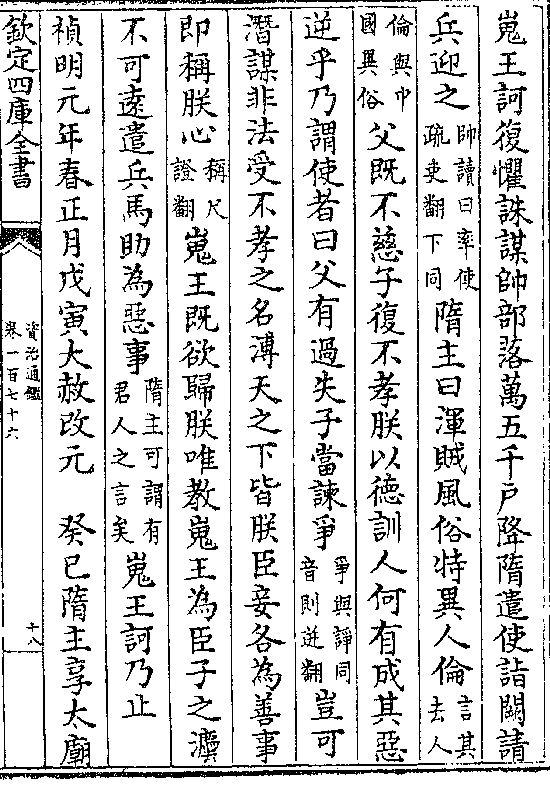 嵬王訶復懼誅謀帥部落萬五千戶降隋遣使詣闕請
兵迎之帥讀曰率使疏吏翻下同隋主曰渾賊風俗特異人倫言其去人
倫與中國異俗父既不慈子復不孝朕以德訓人何有成其惡
逆乎乃謂使者曰父有過失子當諫爭爭與諍同音則迸翻豈可
潛謀非法受不孝之名溥天之下皆朕臣妾各為善事
即稱朕心稱尺證翻嵬王既欲歸朕唯教嵬王為臣子之灋
不可遠遣兵馬助為惡事隋主可謂有君人之言矣嵬王訶乃止
禎明元年春正月戊寅大赦改元 癸巳隋主享太廟
欽定四庫全書
資治通鑑
卷一百七十六
十八